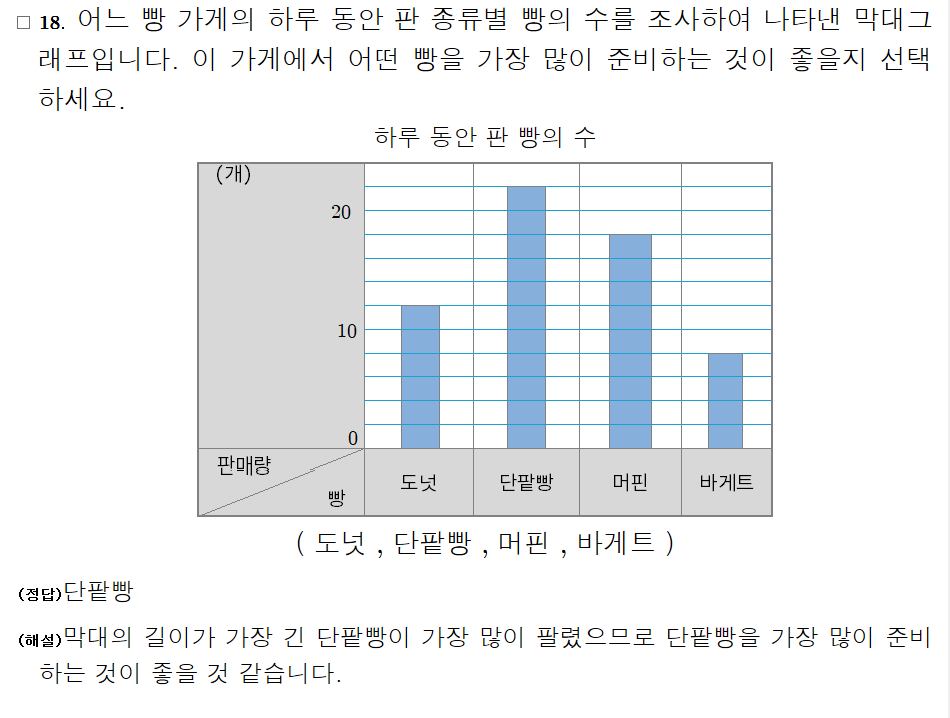 □ 18. 어느 빵 가게의 하루 동안 판 종류별 빵의 수를 조사하여 나타낸 막대그
래프입니다. 이 가게에서 어떤 빵을 가장 많이 준비하는 것이 좋을지 선택
하세요.
하루 동안 판 빵의 수
(개)
20
10
0
판매량
빵
도넛 단팥빵 머핀 바게트
( 도넛 , 단팥빵 , 머핀 , 바게트 )
(정답)단팥빵
(해설)막대의 길이가 가장 긴 단팥빵이 가장 많이 팔렸으므로 단팥빵을 가장 많이 준비
하는 것이 좋을 것 같습니다.